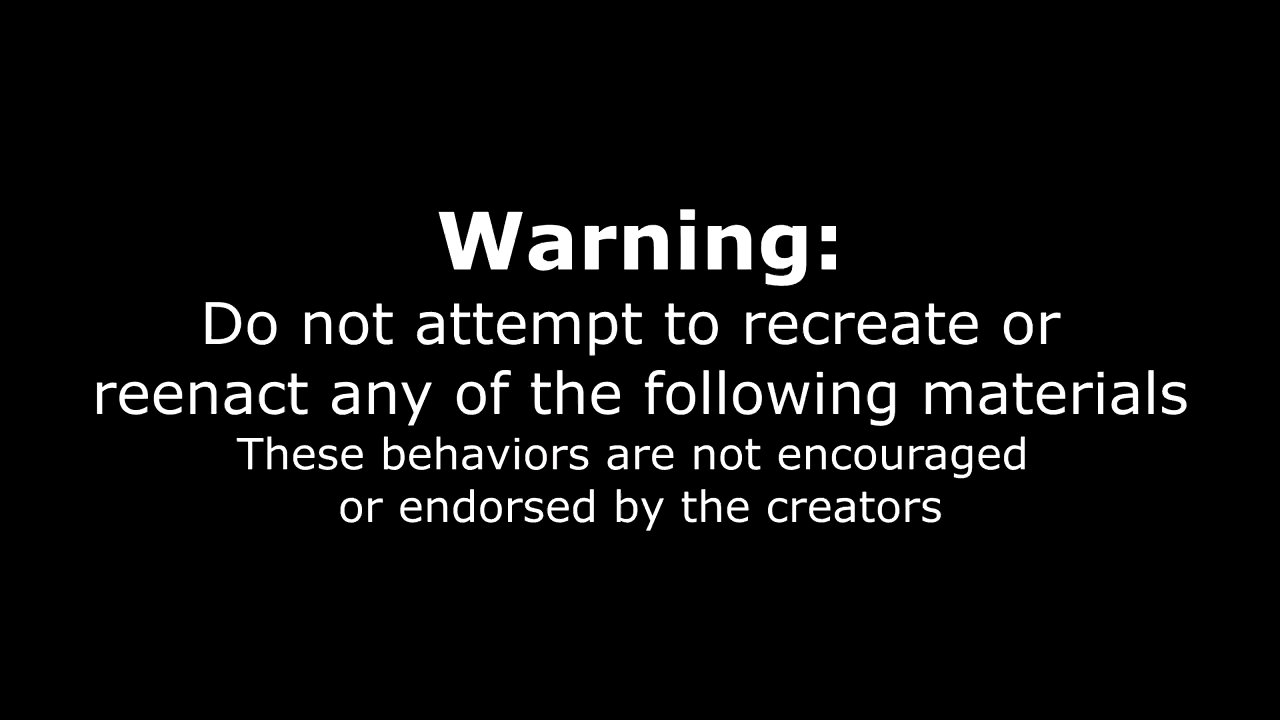 Warning:
Do not attempt to recreate or
reenact any of the following materials
These behaviors are not encouraged
or endorsed by the creators